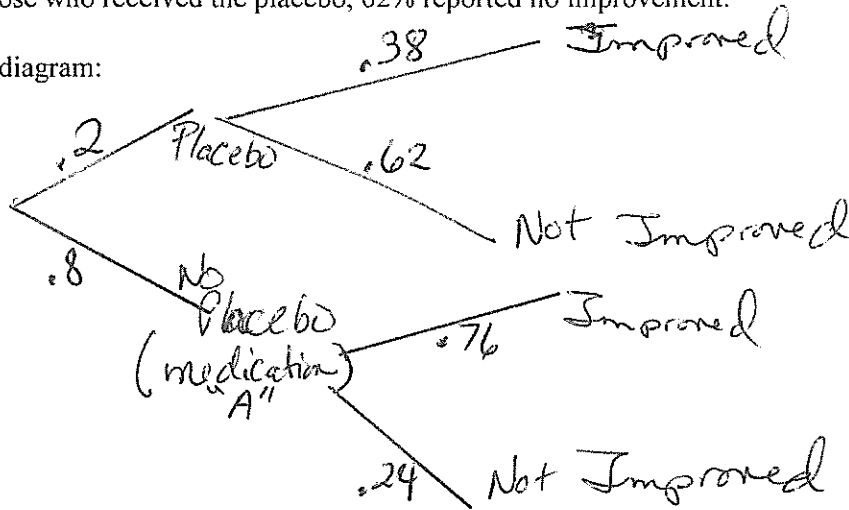 ose who received the placebo, 62% reported no improvement.
diagram:
.38
Improved
.2
Placebo
.62
Not Improved
.8
No
Placebo
(medication)
"A"
.76
Improved
.24
Not Improved